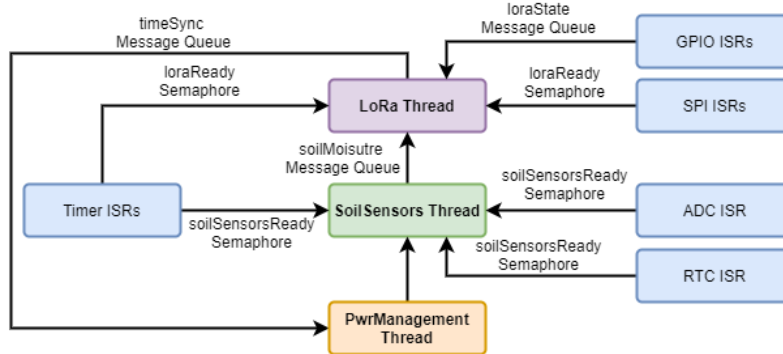 timeSync
Message Queue
loraState
Message Queue
GPIO ISRs
loraReady
Semaphore
LoRa Thread
loraReady
Semaphore
SPI ISRs
soilMoisutre
Message Queue
Timer ISRs
soilSensorsReady
Semaphore
SoilSensors Thread
soilSensorsReady
Semaphore
ADC ISR
soilSensorsReady
Semaphore
RTC ISR
PwrManagement
Thread